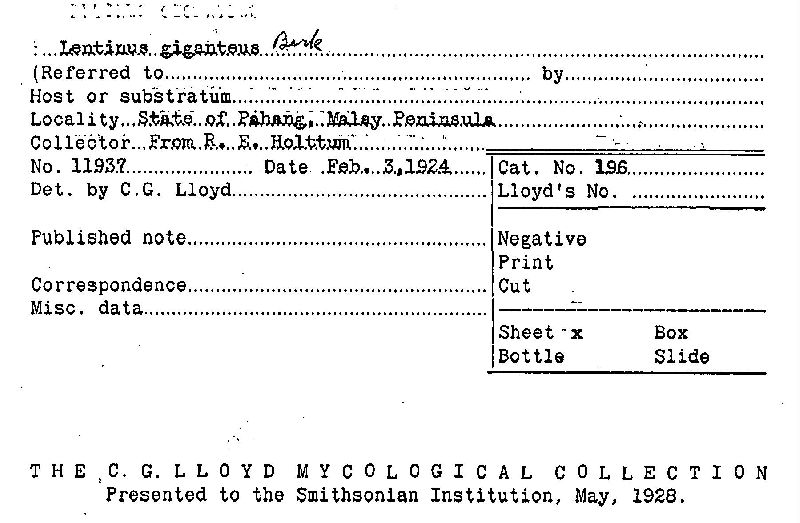 Lentinus giganteus Berk
(Referred to.......... by..........
Host or substratum..........
Locality...State of Pahang, Malay Peninsula
Collector...From R. E. Holttum..........
No. 11937.......... Date Feb. 3, 1924......
Cat. No. 196..........
Det. by C.G. Lloyd..........
Lloyd's No. ..........
Published note..........
Negative
Print
Correspondence..........
Cut
Misc. data..........
Sheet - x Box
Bottle Slide
THE C. G. LLOYD MYCOLOGICAL COLLECTION
Presented to the Smithsonian Institution, May, 1928.